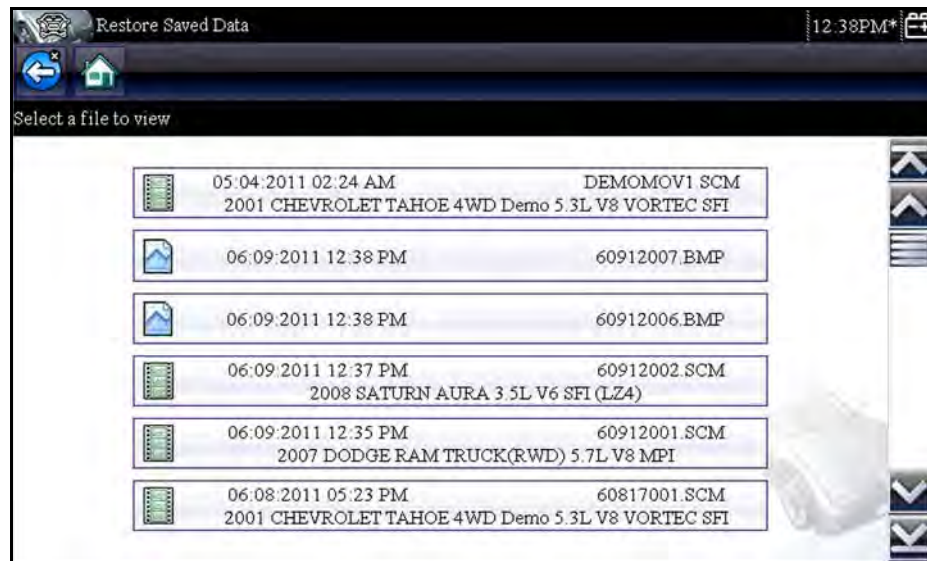 Restore Saved Data 12:38PM*
Select a file to view
05:04:2011 02:24 AM DEMOMOV1.SCM
2001 CHEVROLET TAHOE 4WD Demo 5.3L V8 VORTEC SFI
06:09:2011 12:38 PM 60912007.BMP
06:09:2011 12:38 PM 60912006.BMP
06:09:2011 12:37 PM 60912002.SCM
2008 SATURN AURA 3.5L V6 SFI (LZ4)
06:09:2011 12:35 PM 60912001.SCM
2007 DODGE RAM TRUCK(RWD) 5.7L V8 MPI
06:08:2011 05:23 PM 60817001.SCM
2001 CHEVROLET TAHOE 4WD Demo 5.3L V8 VORTEC SFI